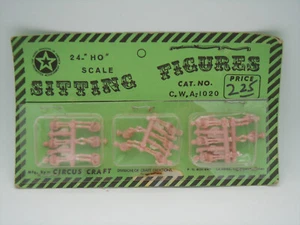 24-"HO"
SCALE
SITTING FIGURES
CAT. NO.
C.W.A-1020
PRICE
2.25
CIRCUS CRAFT